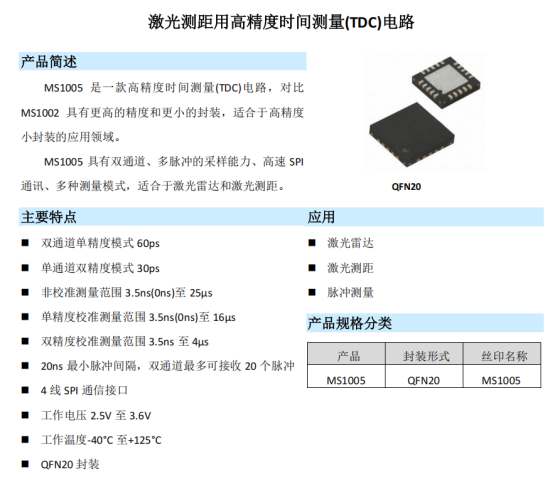 激光测距用高精度时间测量(TDC)电路
产品简述
MS1005 是一款高精度时间测量(TDC)电路，对比
MS1002 具有更高的精度和更小的封装，适合于高精度
小封装的应用领域。
MS1005 具有双通道、多脉冲的采样能力、高速 SPI
通讯、多种测量模式，适合于激光雷达和激光测距。
QFN20
主要特点
■ 双通道单精度模式 60ps
■ 单通道双精度模式 30ps
■ 非校准测量范围 3.5ns(0ns)至 25μs
■ 单精度校准测量范围 3.5ns(0ns)至 16μs
■ 双精度校准测量范围 3.5ns 至 4μs
■ 20ns 最小脉冲间隔，双通道最多可接收 20 个脉冲
■ 4 线 SPI 通信接口
■ 工作电压 2.5V 至 3.6V
■ 工作温度-40°C 至+125°C
■ QFN20 封装
应用
■ 激光雷达
■ 激光测距
■ 脉冲测量
产品规格分类
产品 封装形式 丝印名称
MS1005 QFN20 MS1005